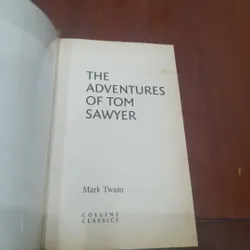 THE
ADVENTURES
OF TOM
SAWYER
Mark Twain
COLLINS
CLASSICS